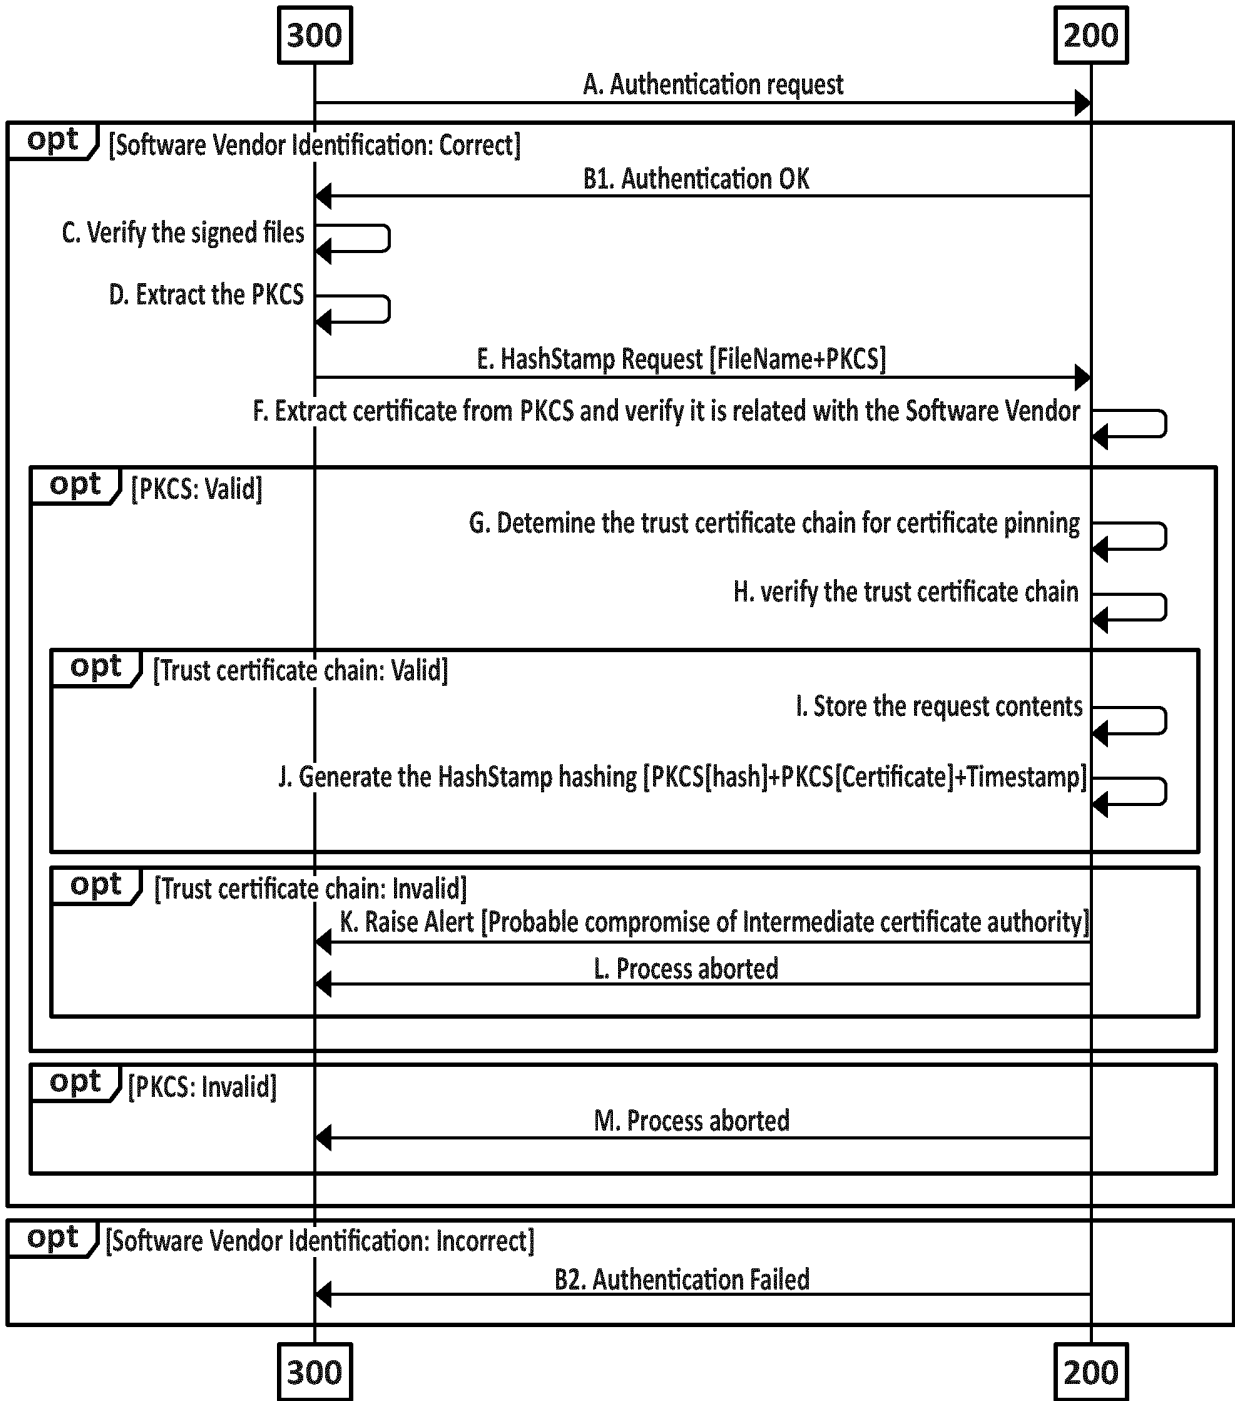 300
200
A. Authentication request
opt
[Software Vendor Identification: Correct]
B1. Authentication OK
C. Verify the signed files
D. Extract the PKCS
E. HashStamp Request [FileName+PKCS]
F. Extract certificate from PKCS and verify it is related with the Software Vendor
opt
[PKCS: Valid]
G. Detemine the trust certificate chain for certificate pinning
H. verify the trust certificate chain
opt
[Trust certificate chain: Valid]
I. Store the request contents
J. Generate the HashStamp hashing [PKCS[hash]+PKCS[Certificate]+Timestamp]
opt
[Trust certificate chain: Invalid]
K. Raise Alert [Probable compromise of Intermediate certificate authority]
L. Process aborted
opt
[PKCS: Invalid]
M. Process aborted
opt
[Software Vendor Identification: Incorrect]
B2. Authentication Failed
300
200